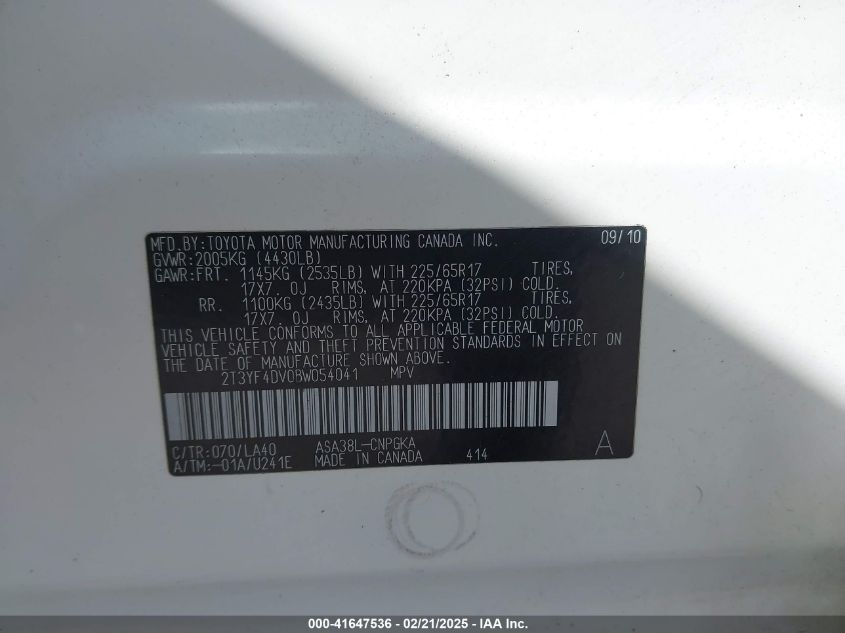 MFD.BY:TOYOTA MOTOR MANUFACTURING CANADA INC. 09/10
GVWR:2005KG (4430LB)
GAWR:FRT. 1145KG (2535LB) WITH 225/65R17 TIRES,
17X7.0J RIMS, AT 220KPA (32PSI) COLD.
RR. 1100KG (2435LB) WITH 225/65R17 TIRES,
17X7.0J RIMS, AT 220KPA (32PSI) COLD.
THIS VEHICLE CONFORMS TO ALL APPLICABLE FEDERAL MOTOR
VEHICLE SAFETY AND THEFT PREVENTION STANDARDS IN EFFECT ON
THE DATE OF MANUFACTURE SHOWN ABOVE.
2T3YF4DV0BW054041 MPV
C/TR:070/LA40 ASA38L-CNPGKA
A/TM:-01A/U241E MADE IN CANADA 414 A
000-41647536 - 02/21/2025 - IAA Inc.